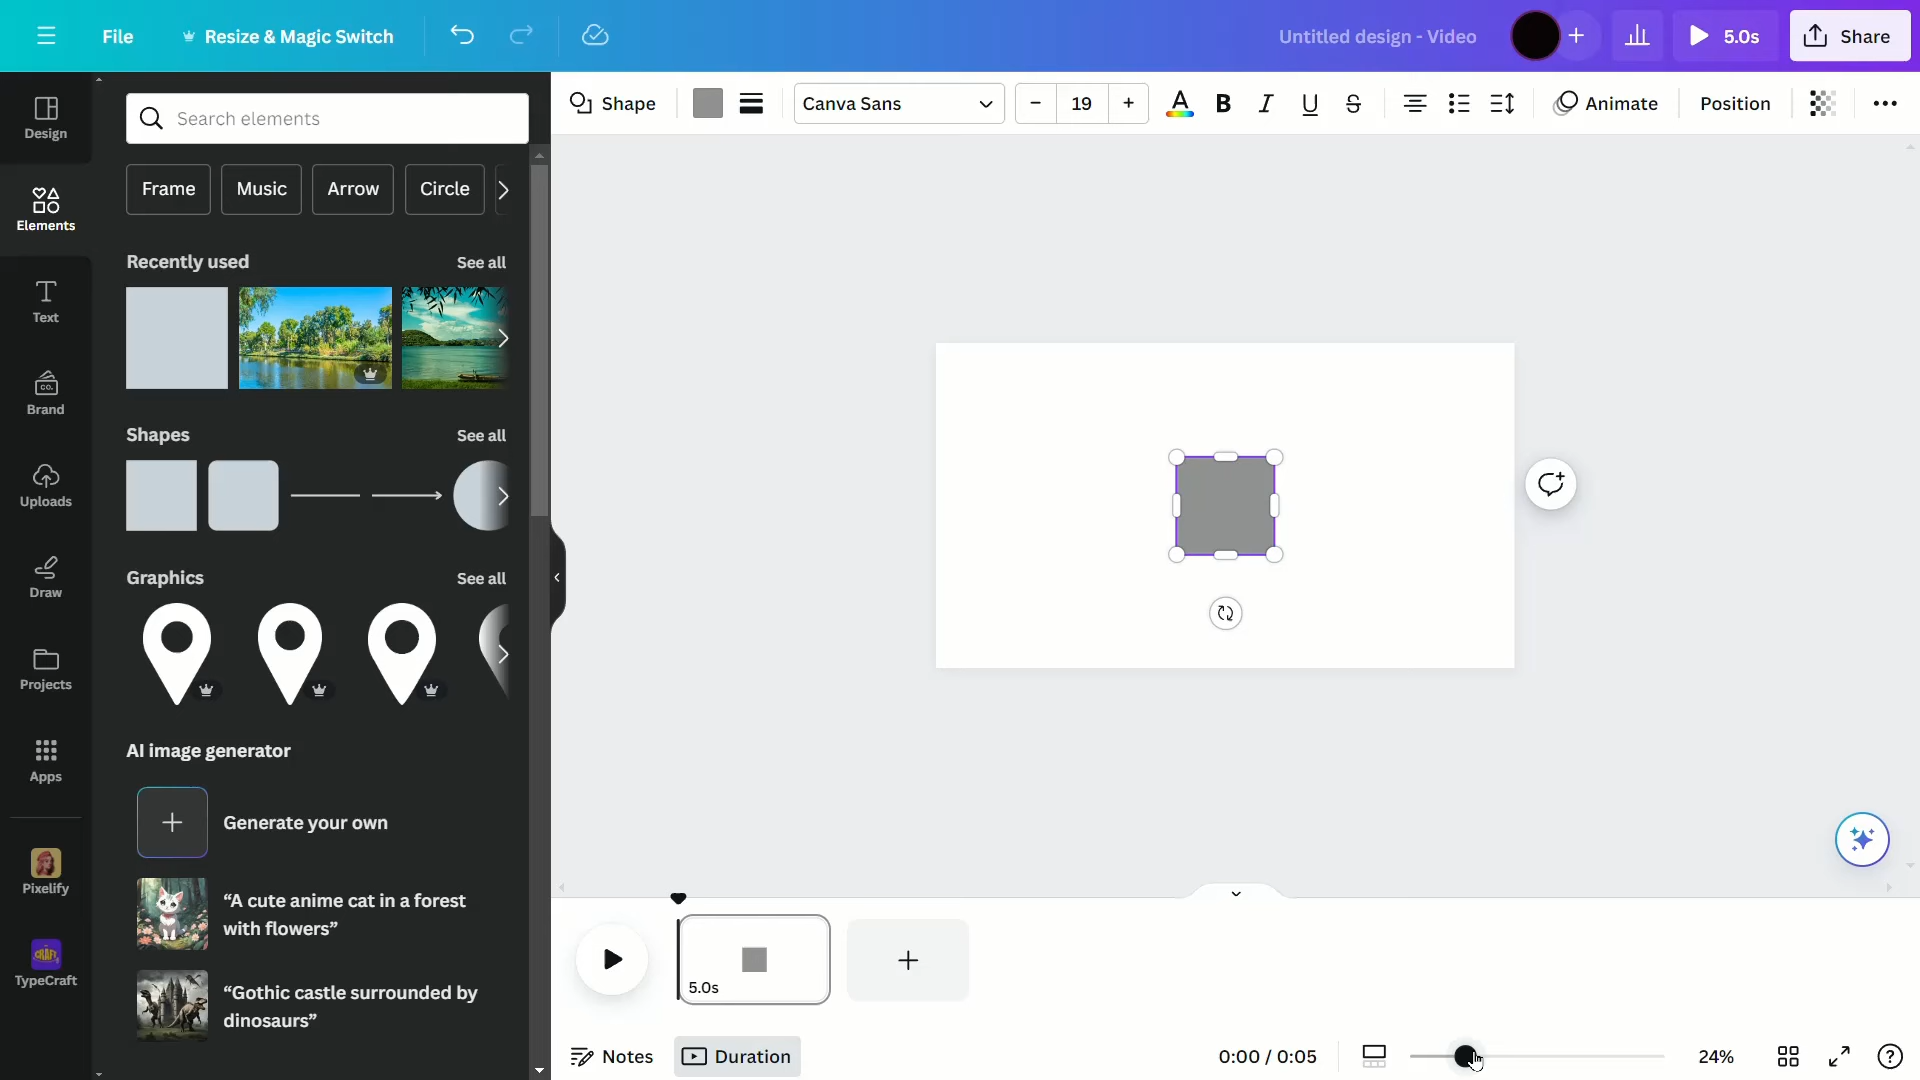 File
Resize & Magic Switch
Untitled design - Video
5.0s
Share
Design
Elements
Text
Brand
CO.
Uploads
Draw
Projects
Apps
Pixelify
CRAFT
TypeCraft
Search elements
Frame
Music
Arrow
Circle
Recently used
See all
Shapes
See all
Graphics
See all
AI image generator
Generate your own
“A cute anime cat in a forest
with flowers”
“Gothic castle surrounded by
dinosaurs”
Shape
Canva Sans
19
A
B
I
U
S
Animate
Position
5.0s
Notes
Duration
0:00 / 0:05
24%